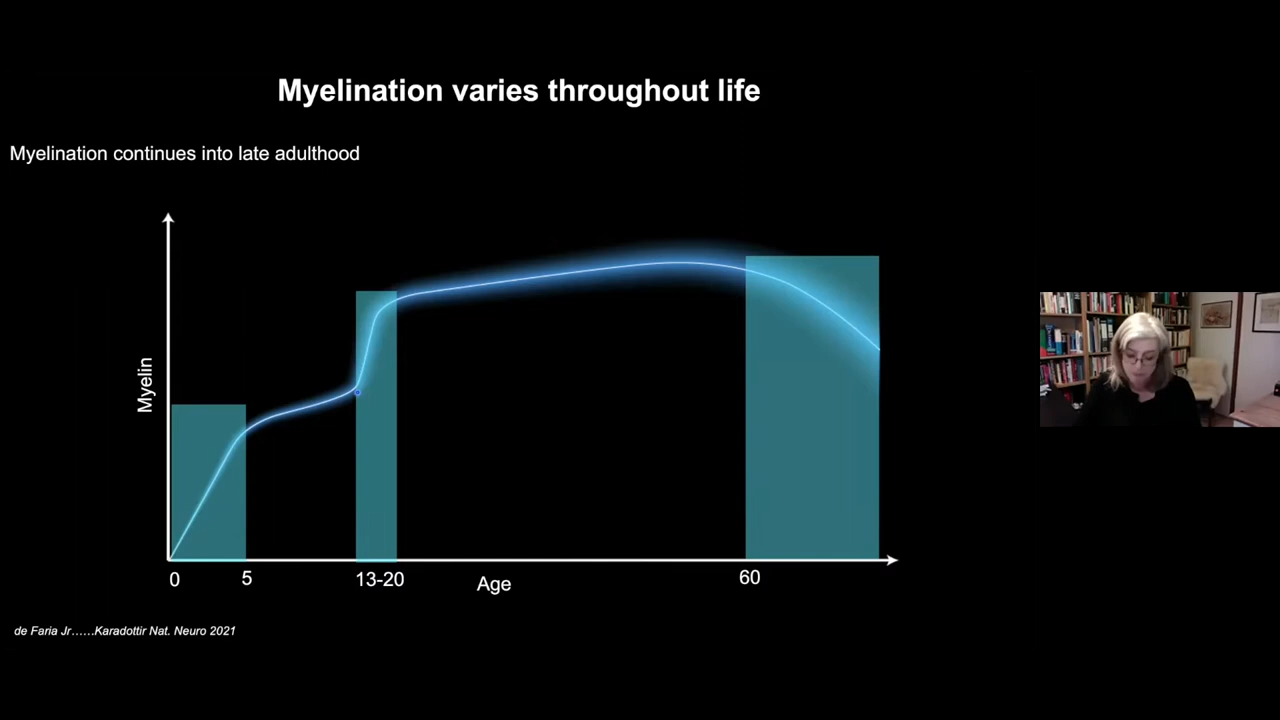 Myelination varies throughout life
Myelination continues into late adulthood
Myelin
0
5
13-20
Age
60
de Faria Jr……Karadottir Nat. Neuro 2021